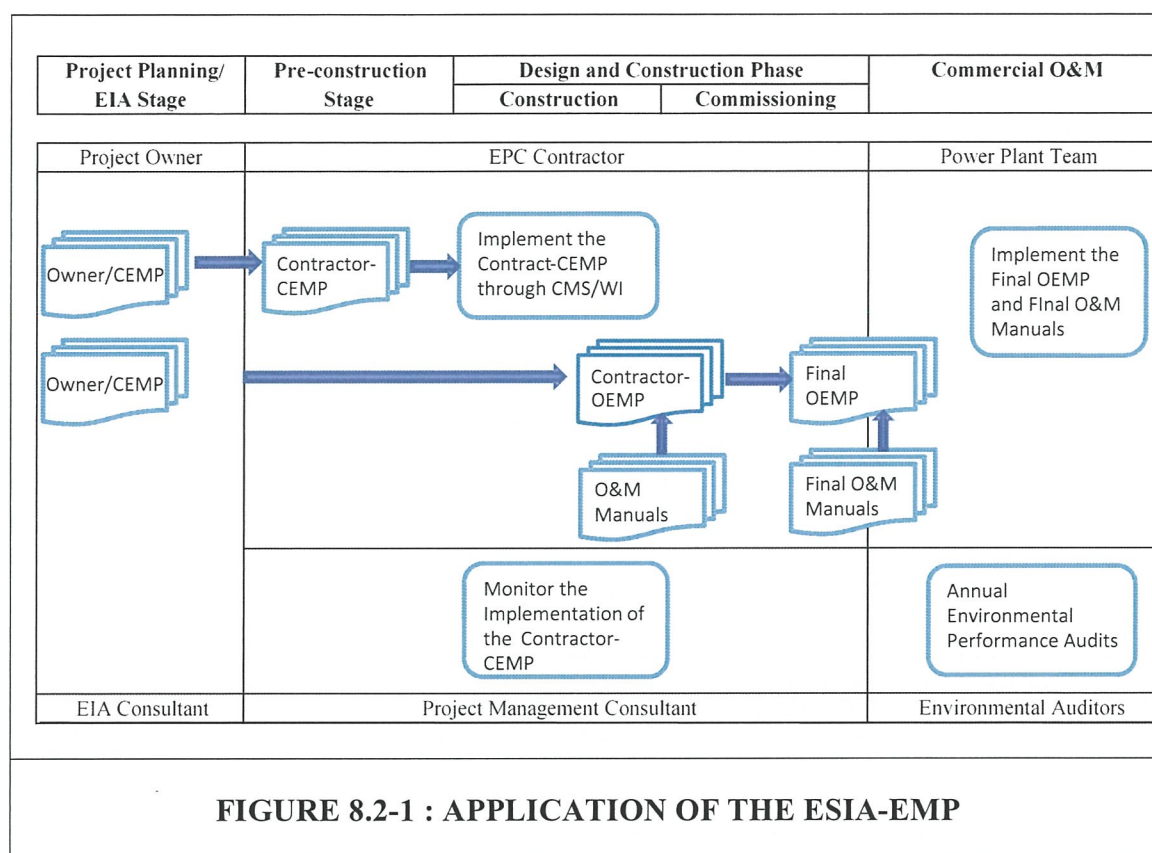 Project Planning/
EIA Stage
Pre-construction
Stage
Design and Construction Phase
Construction
Commissioning
Commercial O&M
Project Owner
EPC Contractor
Power Plant Team
Owner/CEMP
Contractor-
CEMP
Implement the
Contract-CEMP
through CMS/WI
Implement the
Final OEMP
and FInal O&M
Manuals
Owner/CEMP
Contractor-
OEMP
Final
OEMP
O&M
Manuals
Final O&M
Manuals
Monitor the
Implementation of
the Contractor-
CEMP
Annual
Environmental
Performance Audits
EIA Consultant
Project Management Consultant
Environmental Auditors
FIGURE 8.2-1 : APPLICATION OF THE ESIA-EMP